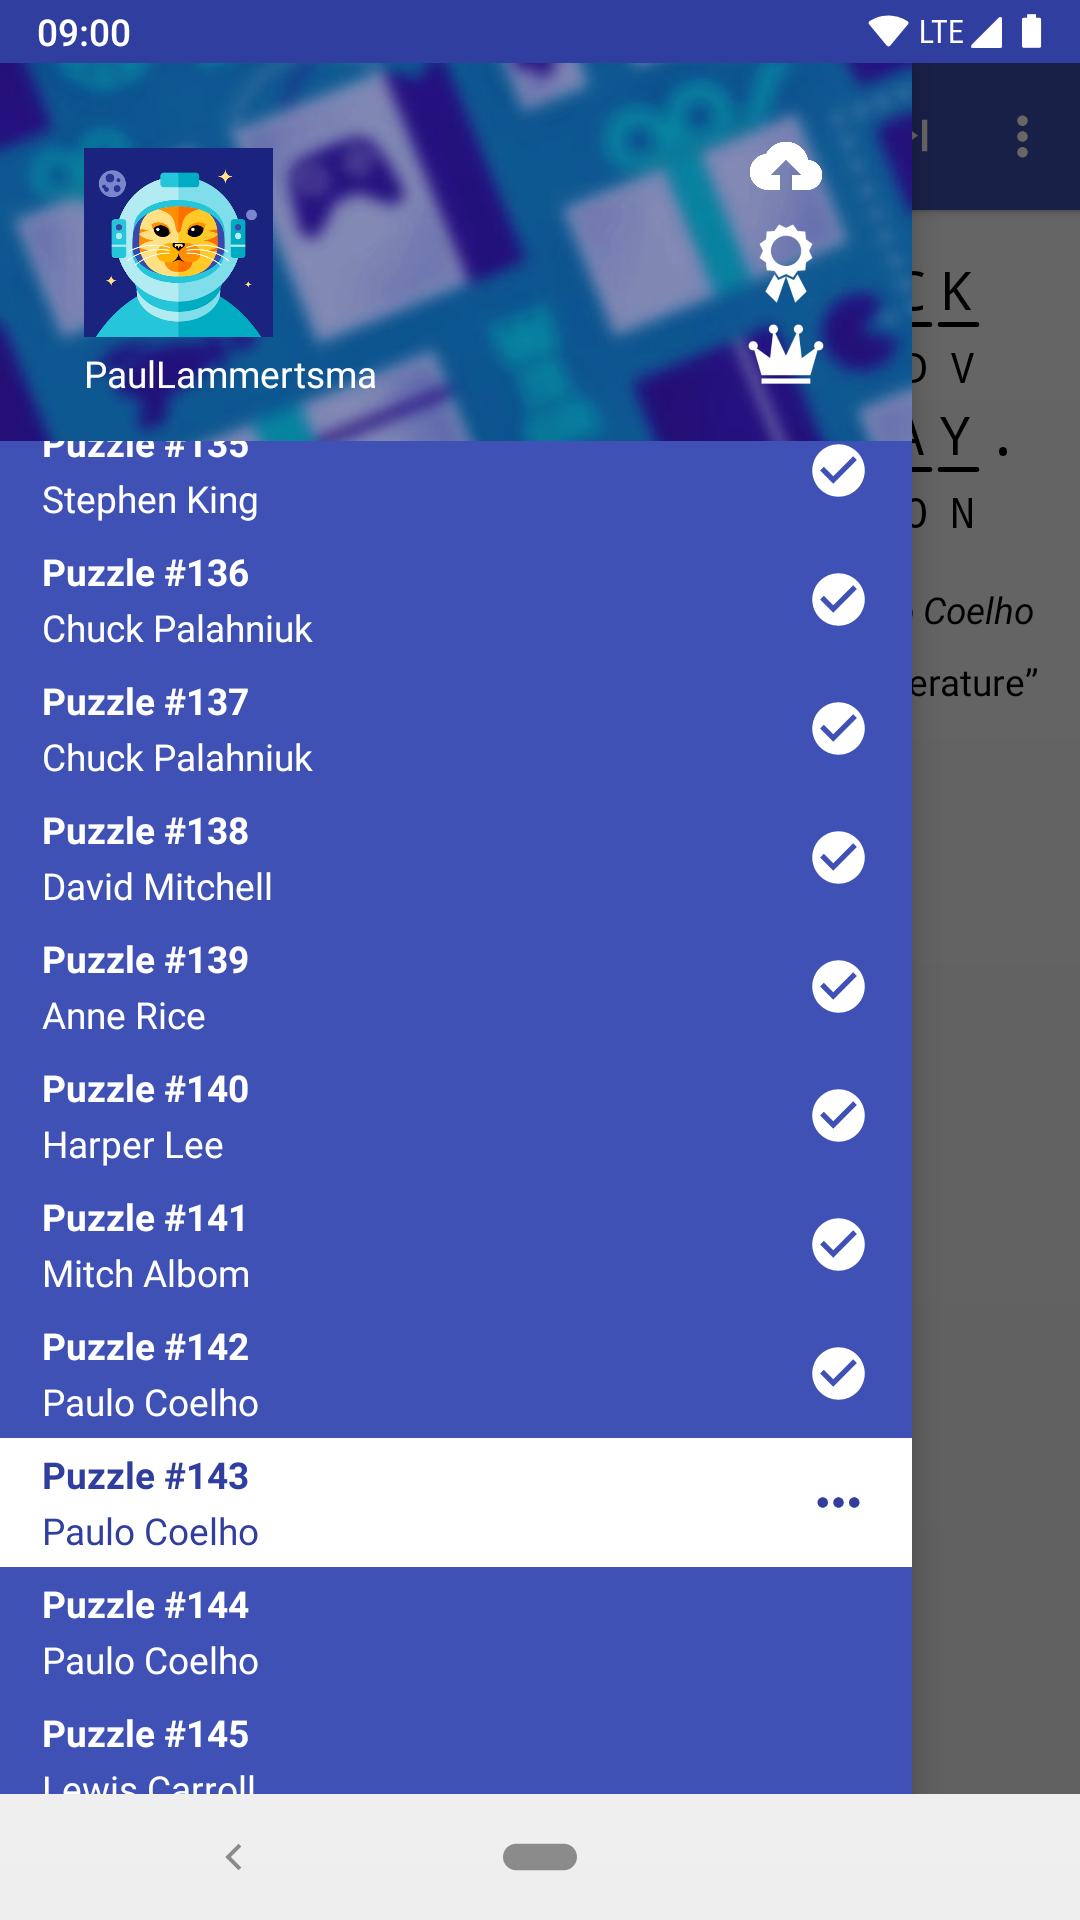 09:00
LTE
PaulLammertsma
Puzzle #135
Stephen King
Puzzle #136
Chuck Palahniuk
Puzzle #137
Chuck Palahniuk
Puzzle #138
David Mitchell
Puzzle #139
Anne Rice
Puzzle #140
Harper Lee
Puzzle #141
Mitch Albom
Puzzle #142
Paulo Coelho
Puzzle #143
Paulo Coelho
Puzzle #144
Paulo Coelho
Puzzle #145
Lewis Carroll
C K
D V
A Y .
O N
Coelho
erature”